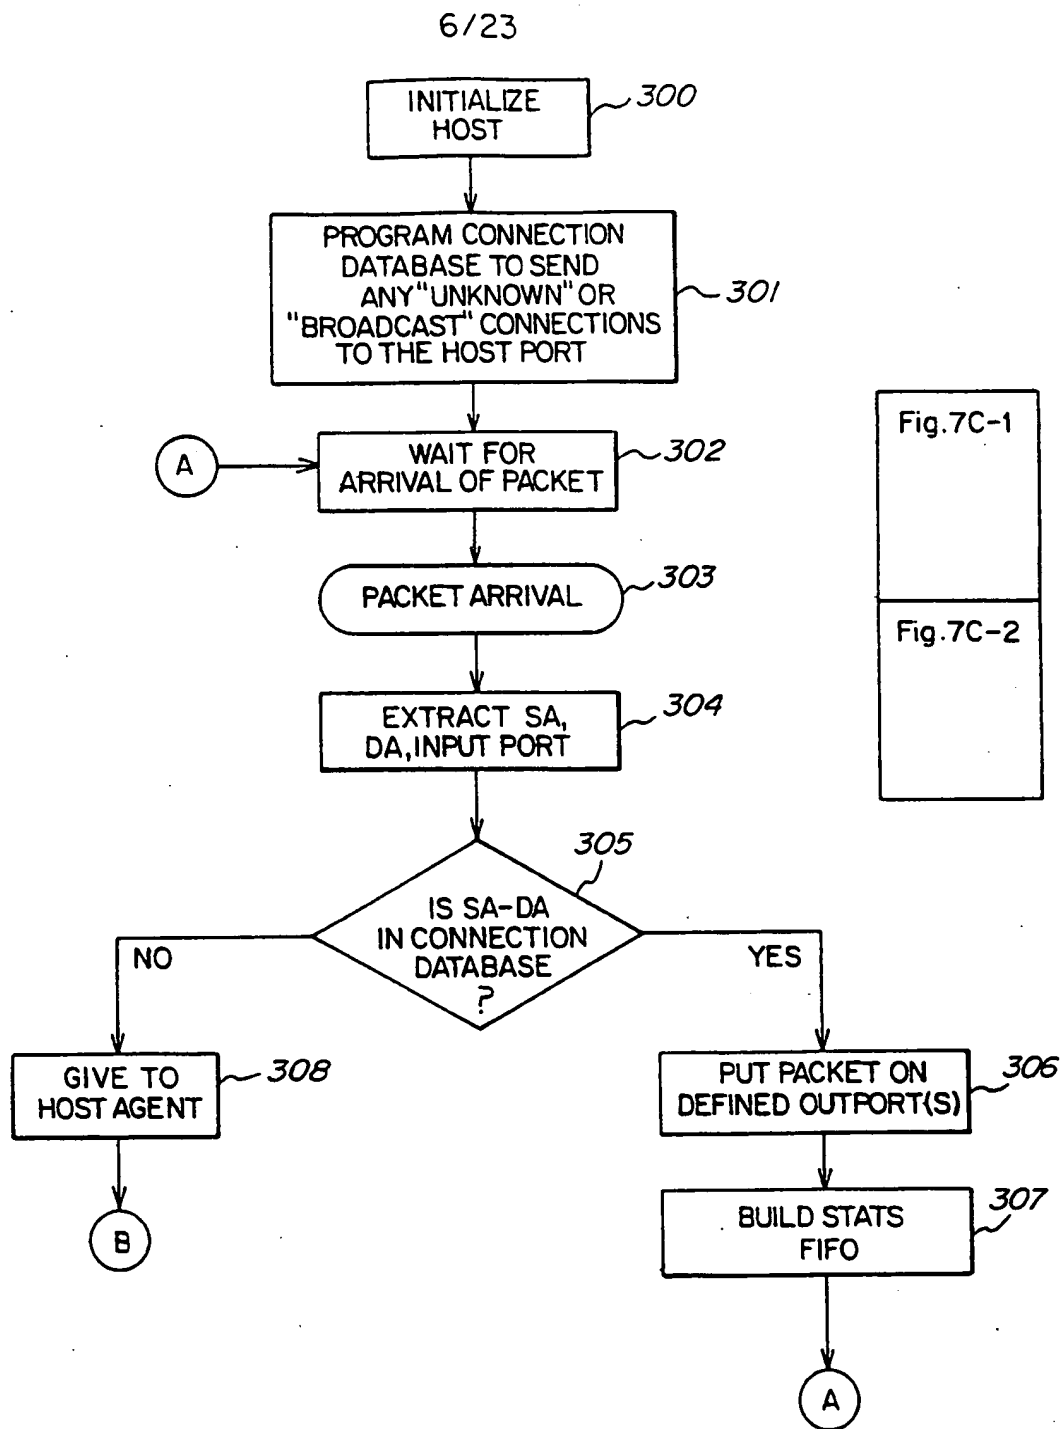 6/23
INITIALIZE
HOST
300
PROGRAM CONNECTION
DATABASE TO SEND
ANY "UNKNOWN" OR
"BROADCAST" CONNECTIONS
TO THE HOST PORT
301
A
WAIT FOR
ARRIVAL OF PACKET
302
PACKET ARRIVAL
303
EXTRACT SA,
DA, INPUT PORT
304
IS SA-DA
IN CONNECTION
DATABASE
?
305
NO
YES
GIVE TO
HOST AGENT
308
B
PUT PACKET ON
DEFINED OUTPORT(S)
306
BUILD STATS
FIFO
307
A
Fig.7C-1
Fig.7C-2